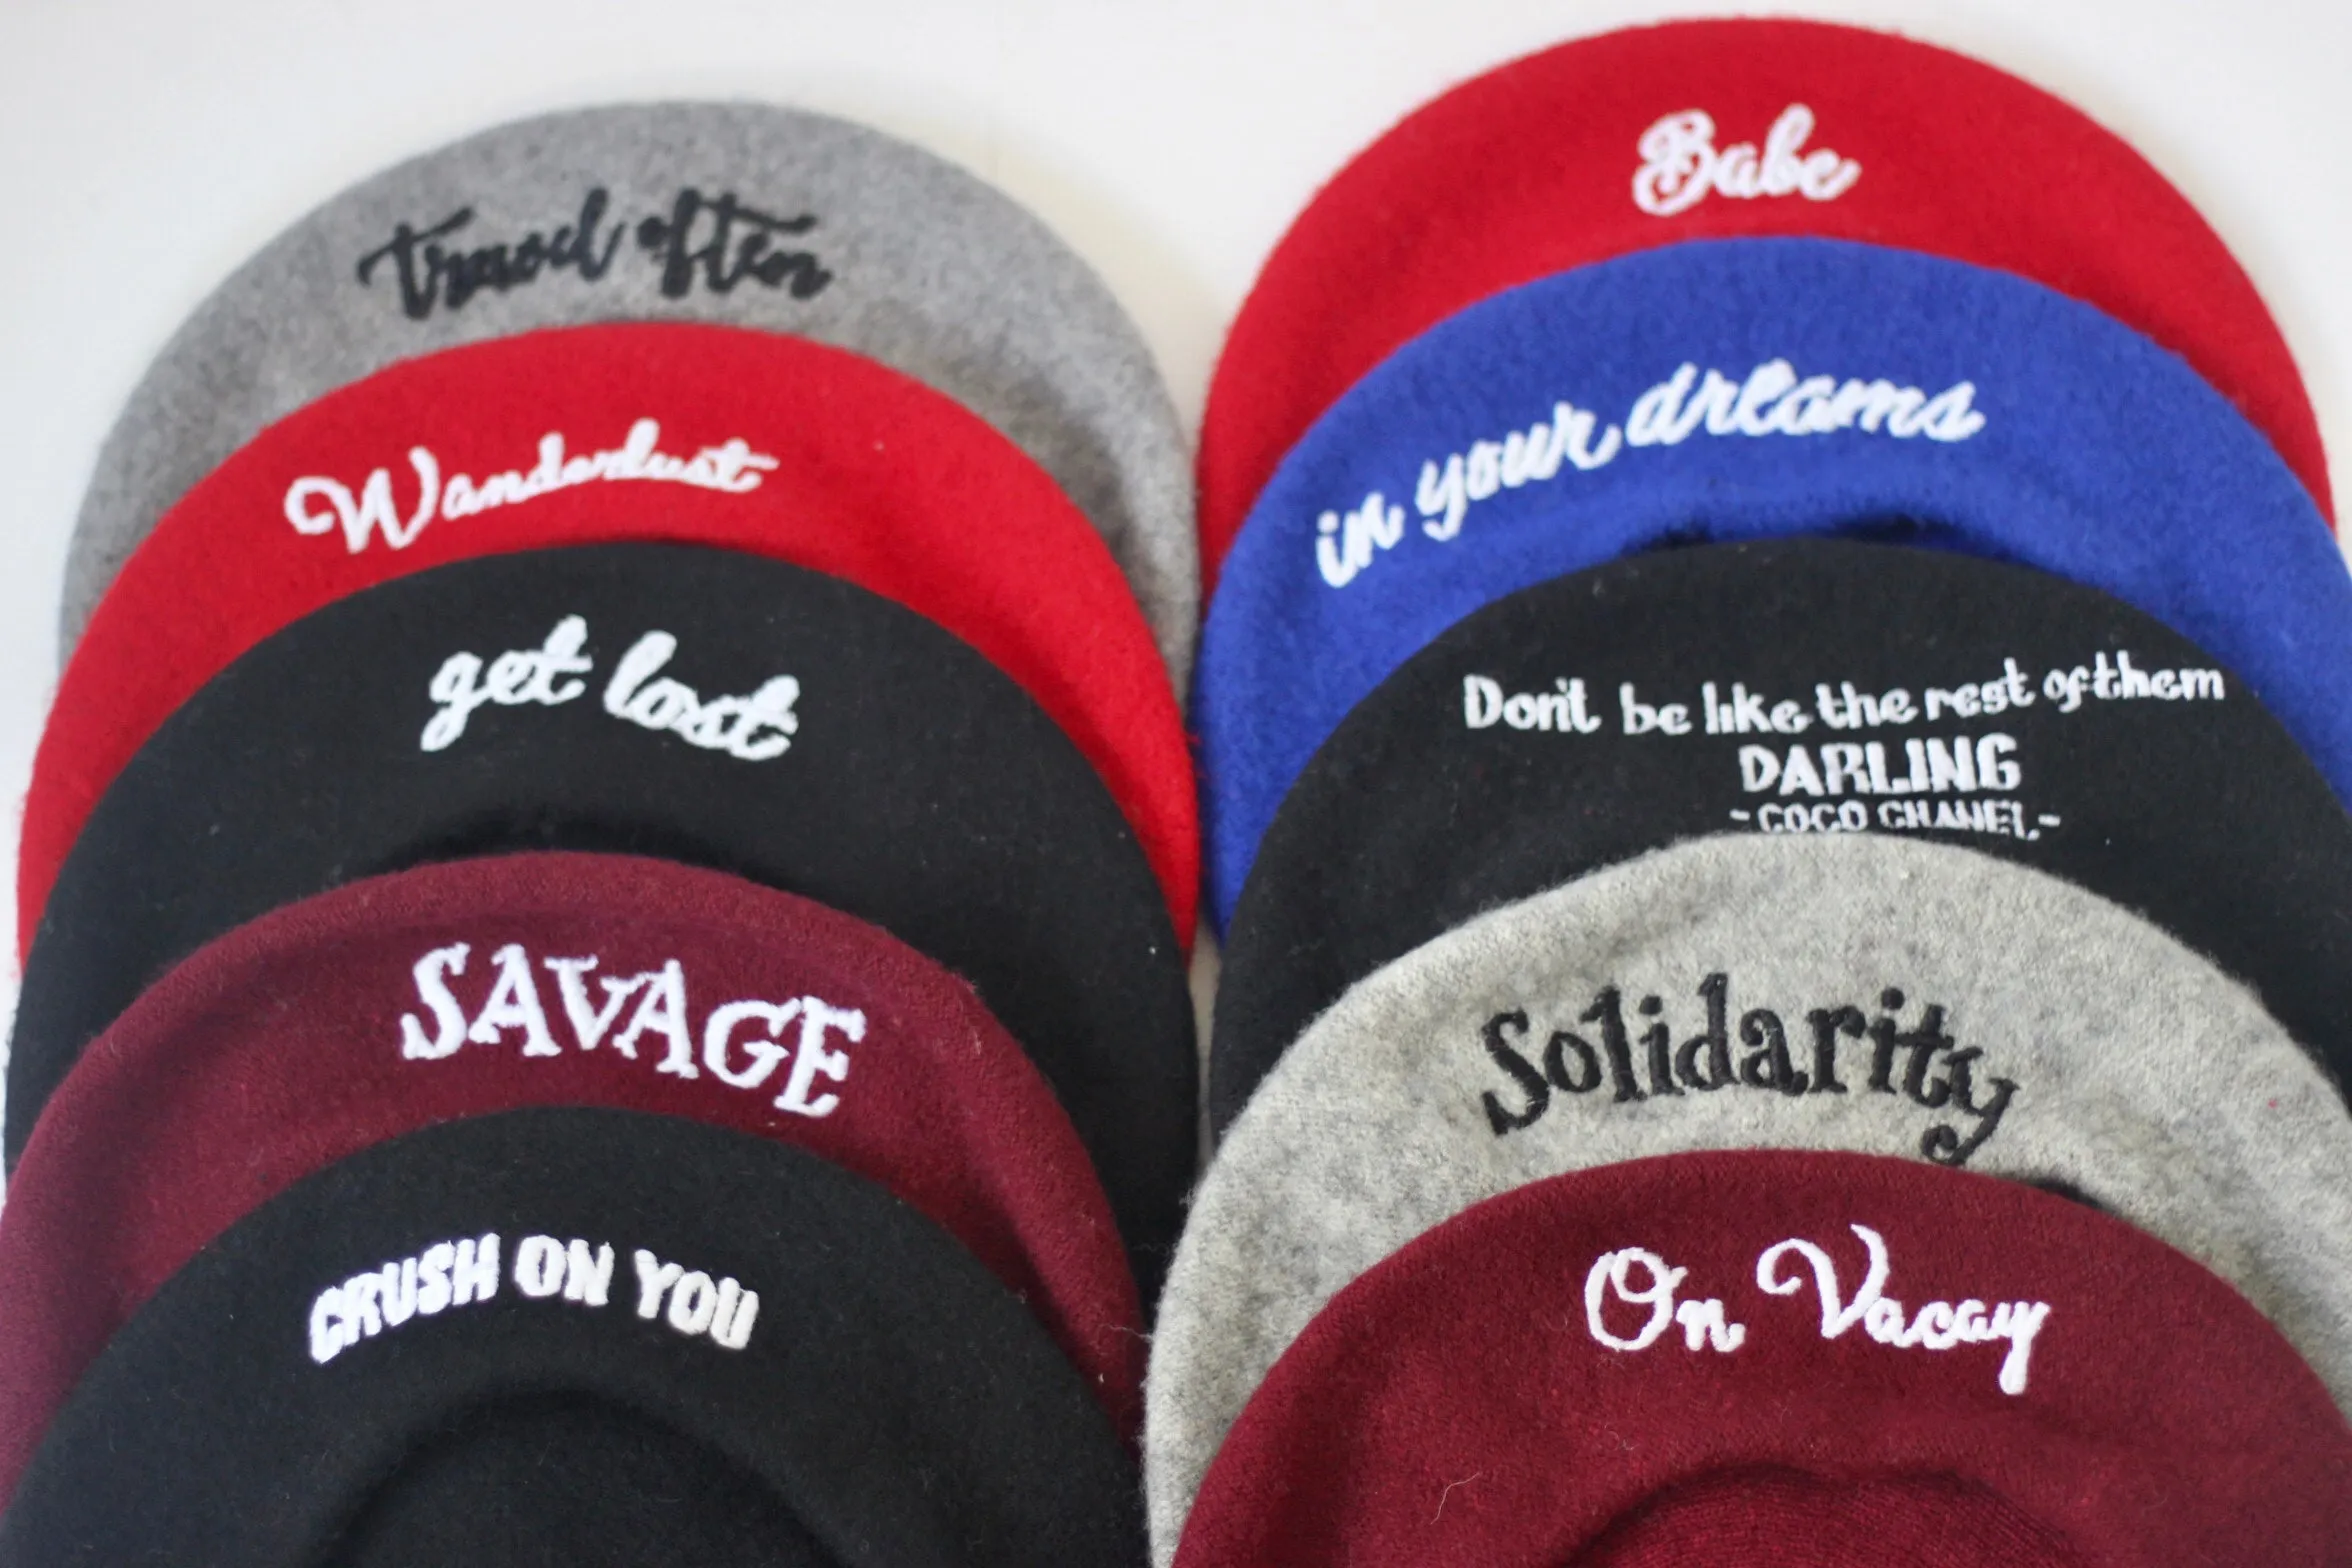 travel often
Wanderlust
get lost
SAVAGE
CRUSH ON YOU
Babe
in your dreams
Don't be like the rest of them
DARLING
-COCO CHANEL-
Solidarity
On Vacay